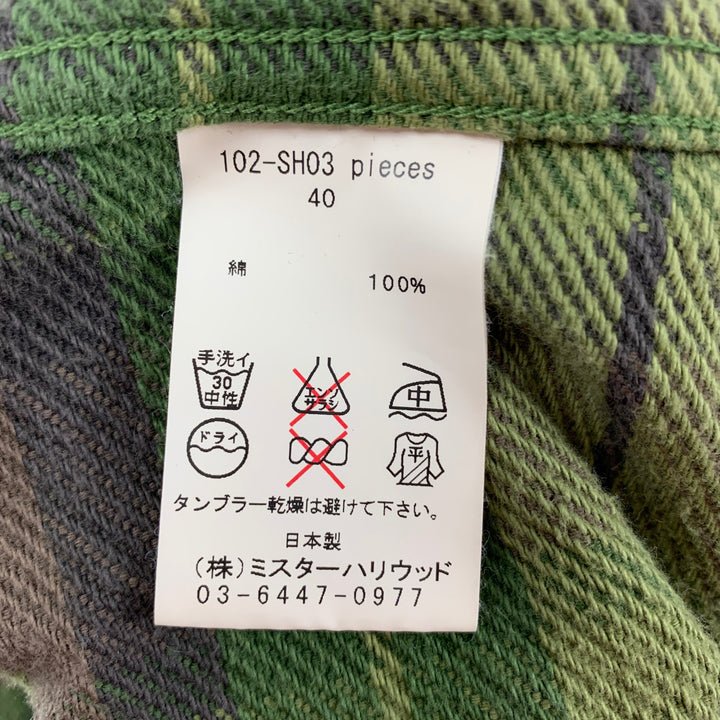 102-SH03 pieces
40
綿
100%
手洗イ
30
中性
エンソ
サラシ
中
ドライ
平
タンブラー乾燥は避けて下さい。
日本製
(株)ミスターハリウッド
03-6447-0977